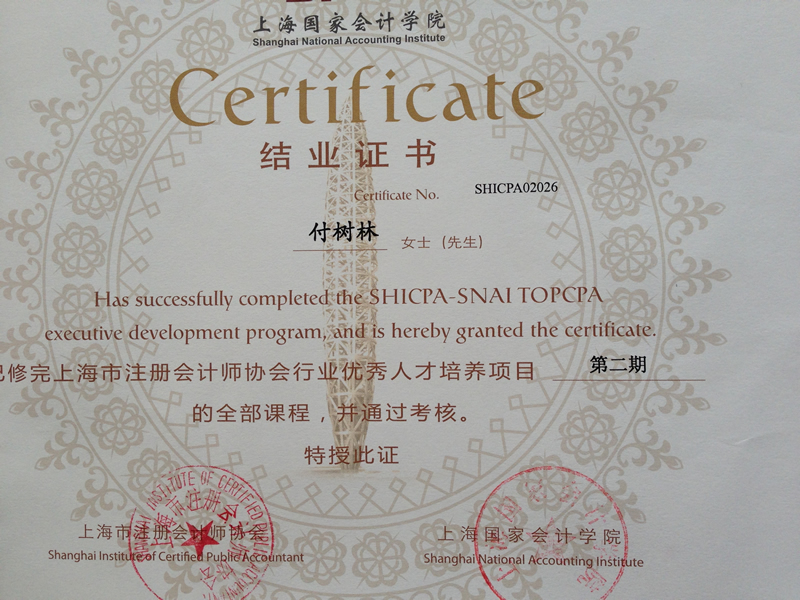 上海国家会计学院
Shanghai National Accounting Institute
Certificate
结业证书
Certificate No. SHICPA02026
付树林 女士 (先生)
Has successfully completed the SHICPA-SNAI TOPCPA
executive development program, and is hereby granted the certificate.
已修完上海市注册会计师协会行业优秀人才培养项目 第二期
的全部课程，并通过考核。
特授此证
上海市注册会计师协会
Shanghai Institute of Certified Public Accountant
上海国家会计学院
Shanghai National Accounting Institute